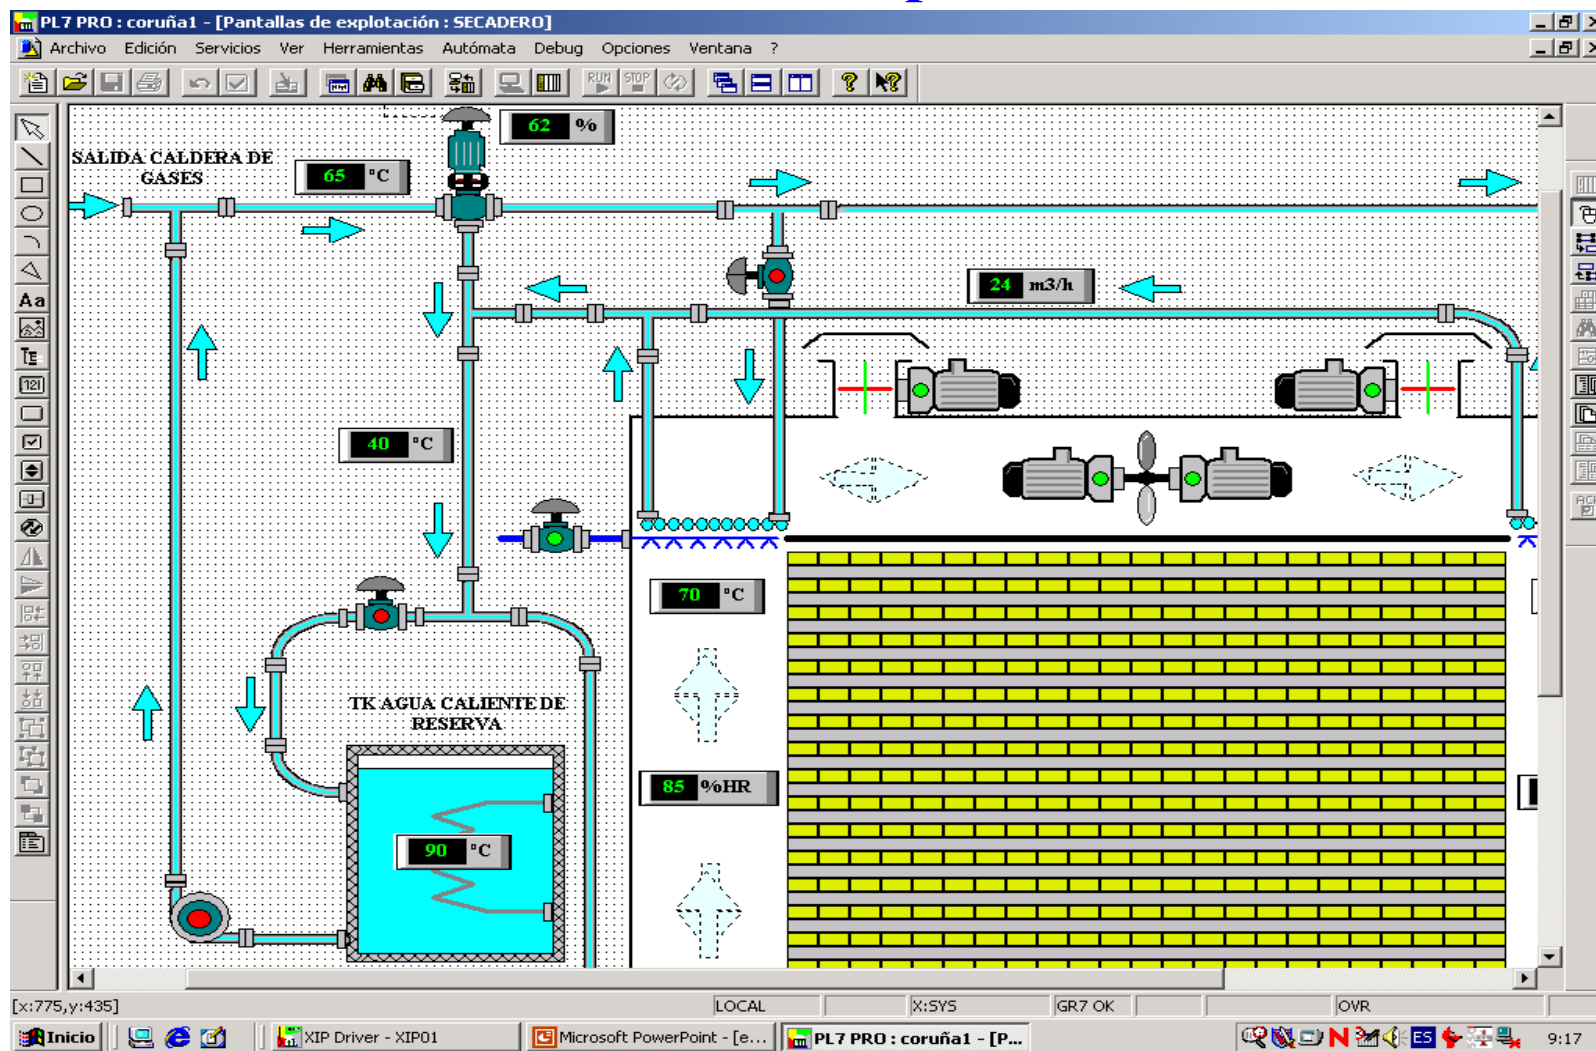 PL7 PRO : coruña1 - [Pantallas de explotación : SECADERO]
Archivo Edición Servicios Ver Herramientas Autómata Debug Opciones Ventana ?
RUN STOP
62 %
SALIDA CALDERA DE
GASES
65 °C
24 m3/h
40 °C
70 °C
TK AGUA CALIENTE DE
RESERVA
85 %HR
90 °C
Aa
[x:775,y:435] LOCAL X:SYS GR7 OK OVR
Inicio XIP Driver - XIP01 Microsoft PowerPoint - [e... PL7 PRO : coruña1 - [P... N ES 9:17